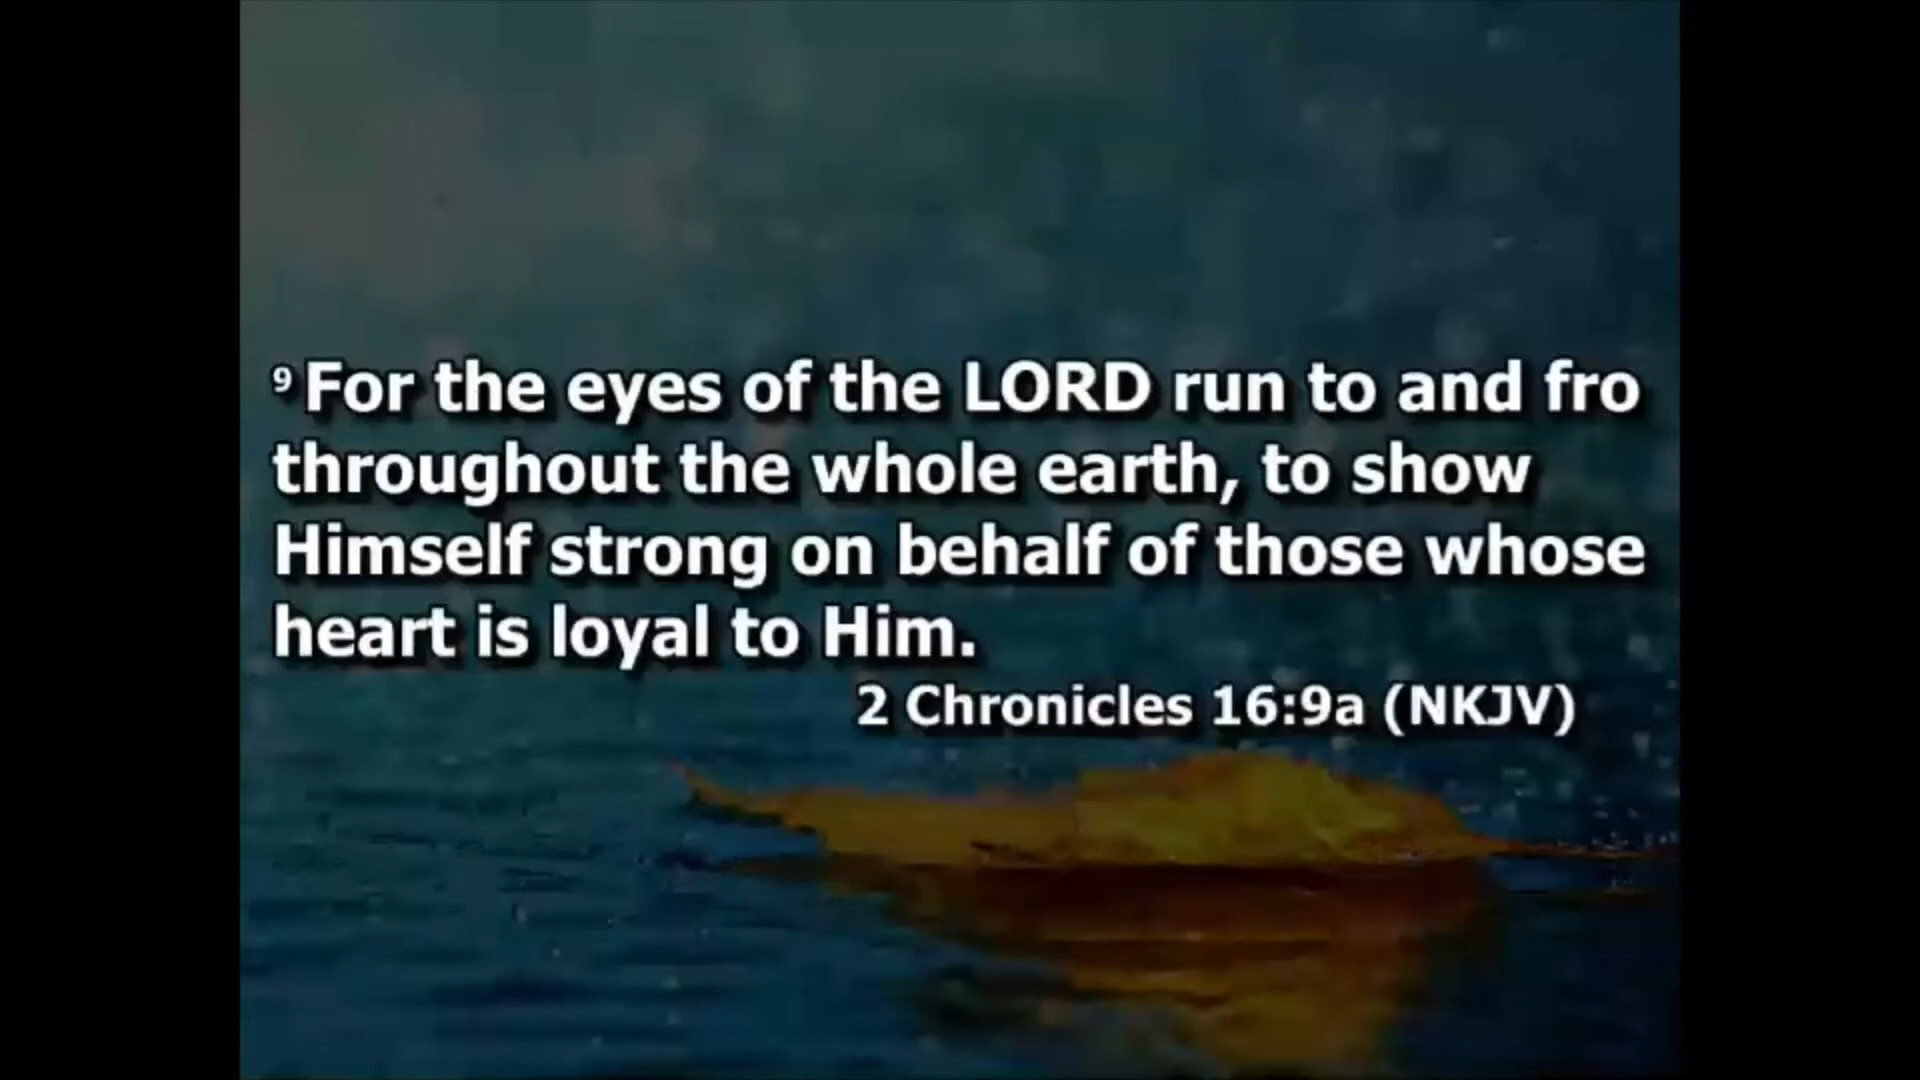 9 For the eyes of the LORD run to and fro
throughout the whole earth, to show
Himself strong on behalf of those whose
heart is loyal to Him.
2 Chronicles 16:9a (NKJV)